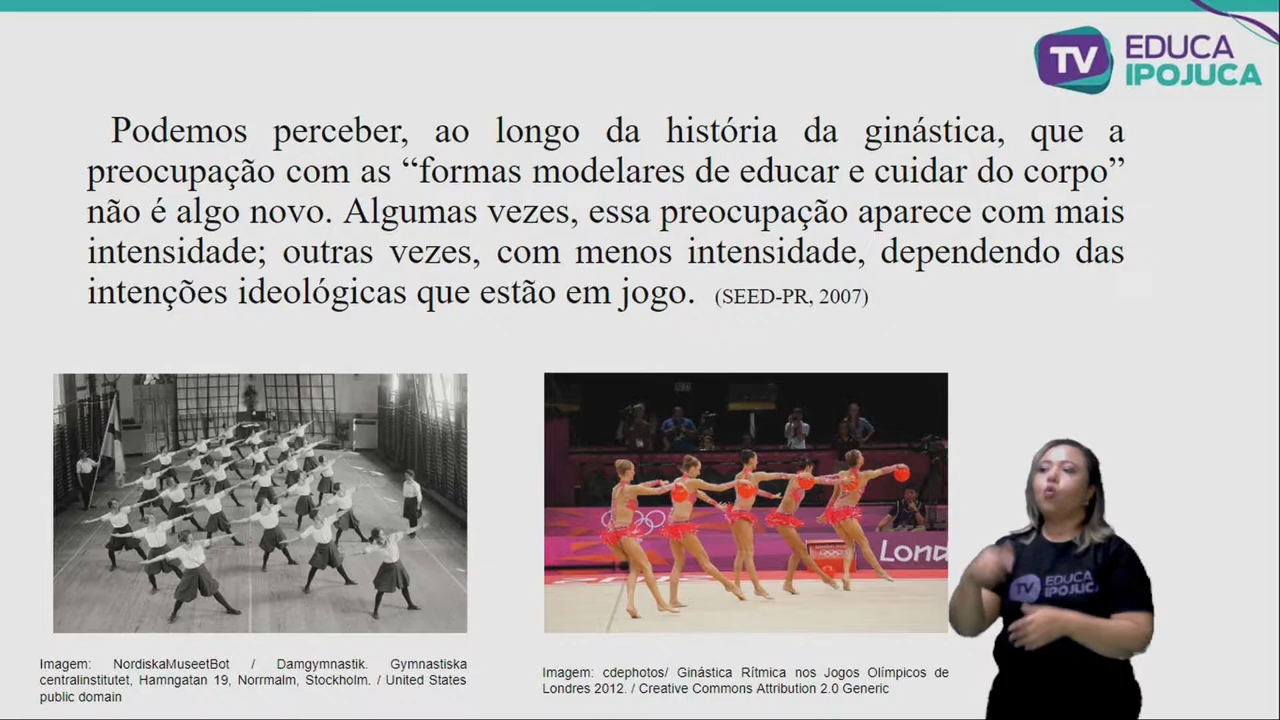 TV EDUCA
IPOJUCA
Podemos perceber, ao longo da história da ginástica, que a
preocupação com as “formas modelares de educar e cuidar do corpo”
não é algo novo. Algumas vezes, essa preocupação aparece com mais
intensidade; outras vezes, com menos intensidade, dependendo das
intenções ideológicas que estão em jogo. (SEED-PR, 2007)
Lond
TV EDUCA
IPOJUCA
Imagem: NordiskaMuseetBot / Damgymnastik. Gymnastiska
centralinstitutet, Hamngatan 19, Norrmalm, Stockholm. / United States
public domain
Imagem: cdephotos/ Ginástica Rítmica nos Jogos Olímpicos de
Londres 2012. / Creative Commons Attribution 2.0 Generic